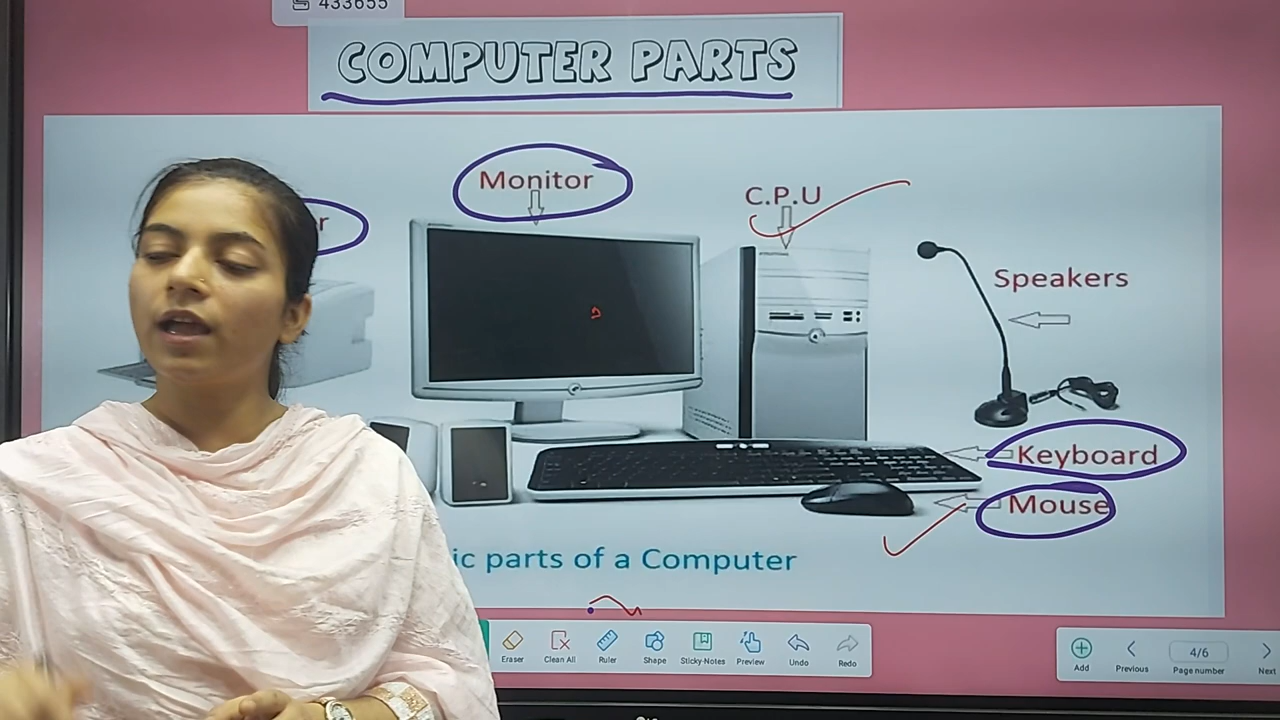 433655
COMPUTER PARTS
Monitor
C.P.U
Speakers
Keyboard
Mouse
parts of a Computer
Eraser
Clean All
Ruler
Shape
Sticky-Notes
Preview
Undo
Redo
Add
Previous
4/6
Page number
Next